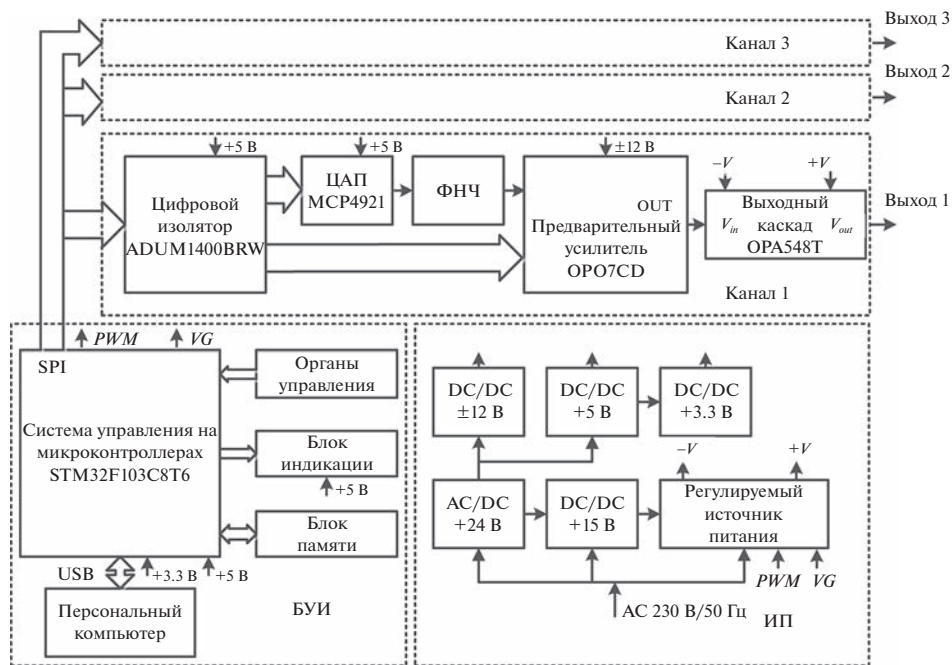 Выход 3
Канал 3
Выход 2
Канал 2
+5 В
+5 В
±12 В
Цифровой
изолятор
ADUM1400BRW
ЦАП
MCP4921
ФНЧ
OUT
Предварительный
усилитель
OPO7CD
–V
+V
Выходный
V_in каскад V_out
OPA548T
Выход 1
Канал 1
PWM
VG
SPI
Система управления на
микроконтроллерах
STM32F103C8T6
Органы
управления
Блок
индикации
+5 В
Блок
памяти
USB
+3.3 В
+5 В
Персональный
компьютер
БУИ
DC/DC
±12 В
DC/DC
+5 В
DC/DC
+3.3 В
–V
+V
AC/DC
+24 В
DC/DC
+15 В
Регулируемый
источник
питания
PWM
VG
AC 230 В/50 Гц
ИП